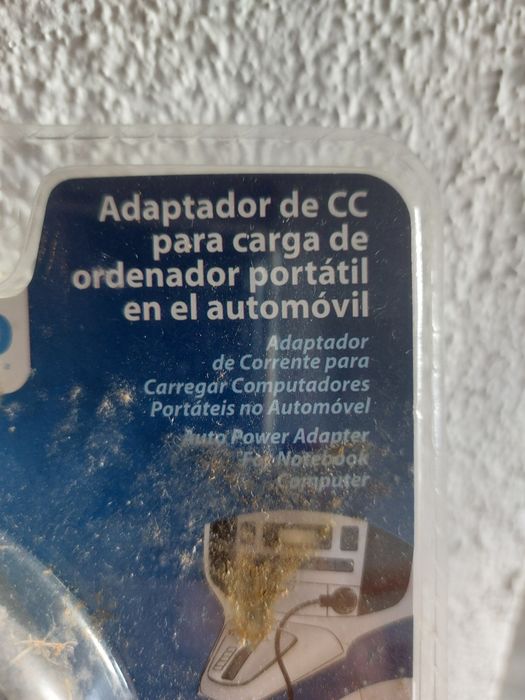 Adaptador de CC
para carga de
ordenador portátil
en el automóvil
Adaptador
de Corrente para
Carregar Computadores
Portáteis no Automóvel
Auto Power Adapter
For Notebook
Computer